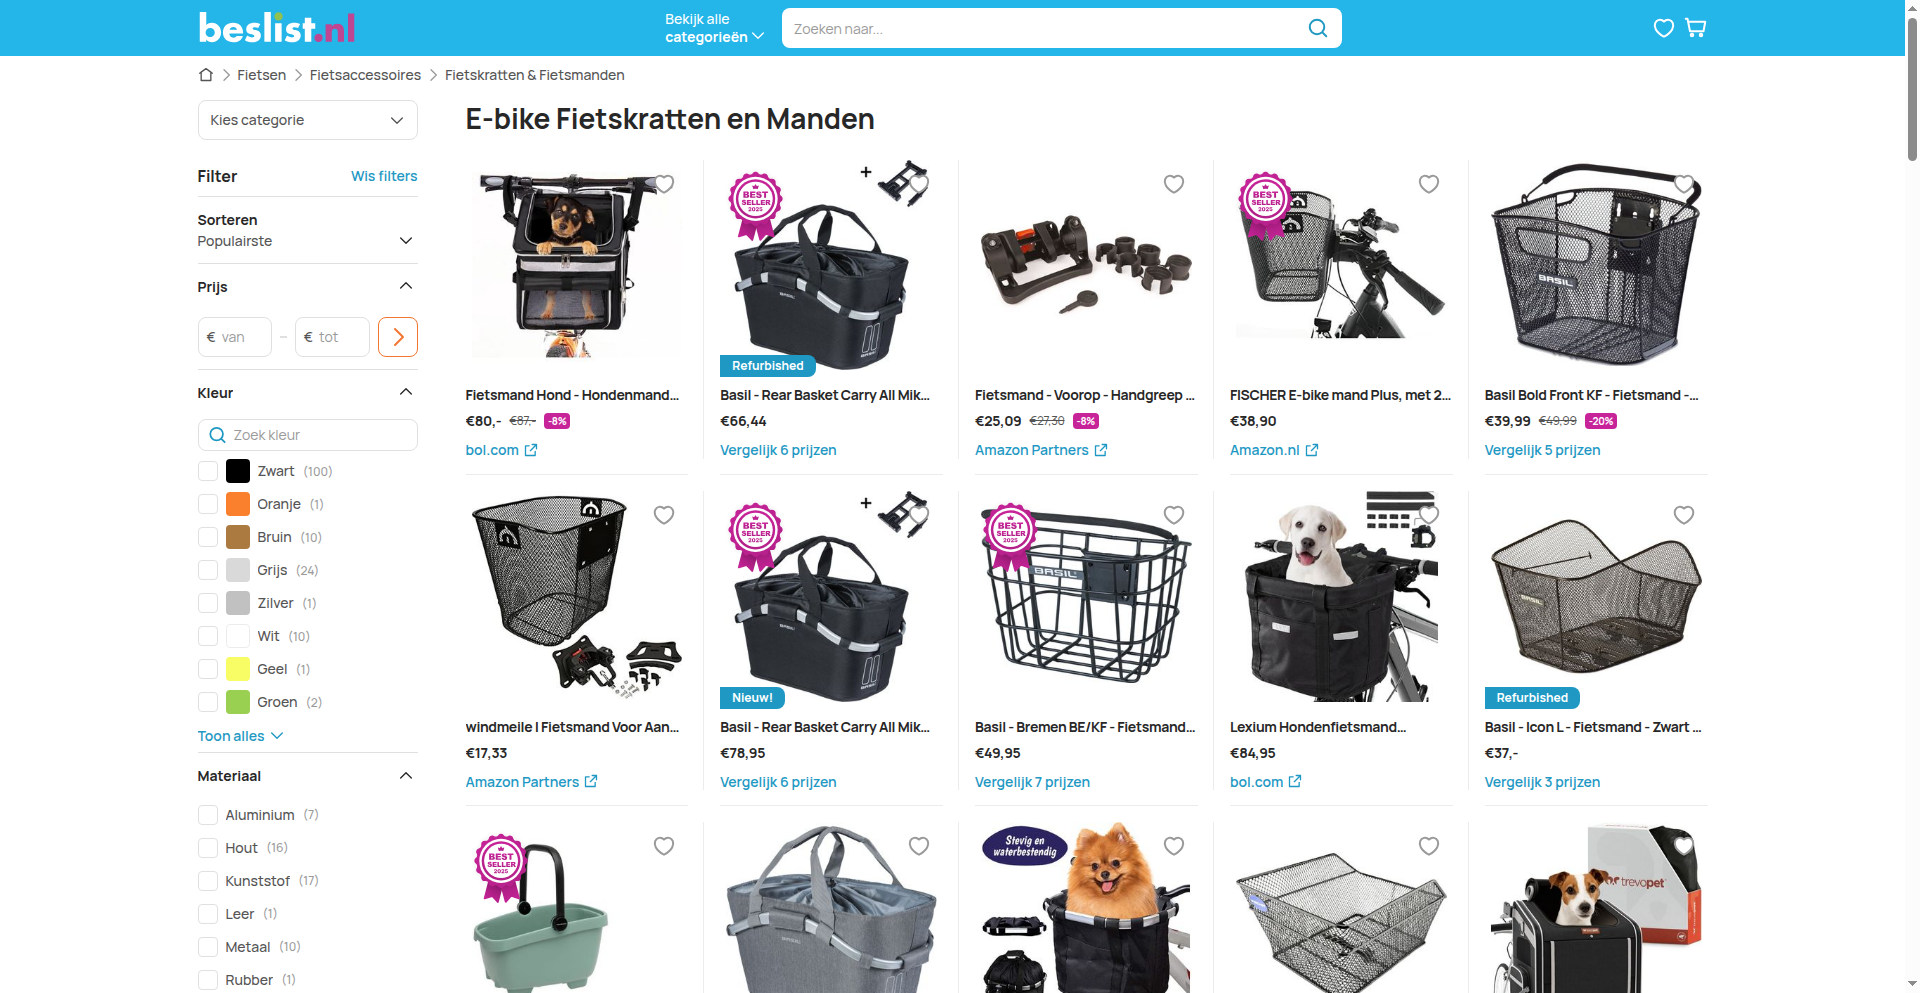 beslist.nl
Bekijk alle
categorieën
Zoeken naar...
Fietsen
Fietsaccessoires
Fietskratten & Fietsmanden
Kies categorie
E-bike Fietskratten en Manden
Filter
Wis filters
Sorteren
Populairste
Prijs
€ van
–
€ tot
Kleur
Zoek kleur
Zwart (100)
Oranje (1)
Bruin (10)
Grijs (24)
Zilver (1)
Wit (10)
Geel (1)
Groen (2)
Toon alles
Materiaal
Aluminium (7)
Hout (16)
Kunststof (17)
Leer (1)
Metaal (10)
Rubber (1)
Fietsmand Hond - Hondenmand...
€80,- €87,- -8%
bol.com
BEST
SELLER
2025
+
Refurbished
Basil - Rear Basket Carry All Mik...
€66,44
Vergelijk 6 prijzen
Fietsmand - Voorop - Handgreep ...
€25,09 €27,30 -8%
Amazon Partners
BEST
SELLER
2025
FISCHER E-bike mand Plus, met 2...
€38,90
Amazon.nl
BASIL
Basil Bold Front KF - Fietsmand -...
€39,99 €49,99 -20%
Vergelijk 5 prijzen
windmeile | Fietsmand Voor Aan...
€17,33
Amazon Partners
BEST
SELLER
2025
+
Nieuw!
Basil - Rear Basket Carry All Mik...
€78,95
Vergelijk 6 prijzen
BEST
SELLER
2025
BASIL
Basil - Bremen BE/KF - Fietsmand...
€49,95
Vergelijk 7 prijzen
Lexium Hondenfietsmand...
€84,95
bol.com
BASIL
Refurbished
Basil - Icon L - Fietsmand - Zwart ...
€37,-
Vergelijk 3 prijzen
BEST
SELLER
2025
Stevig en
waterbestendig
trevopet